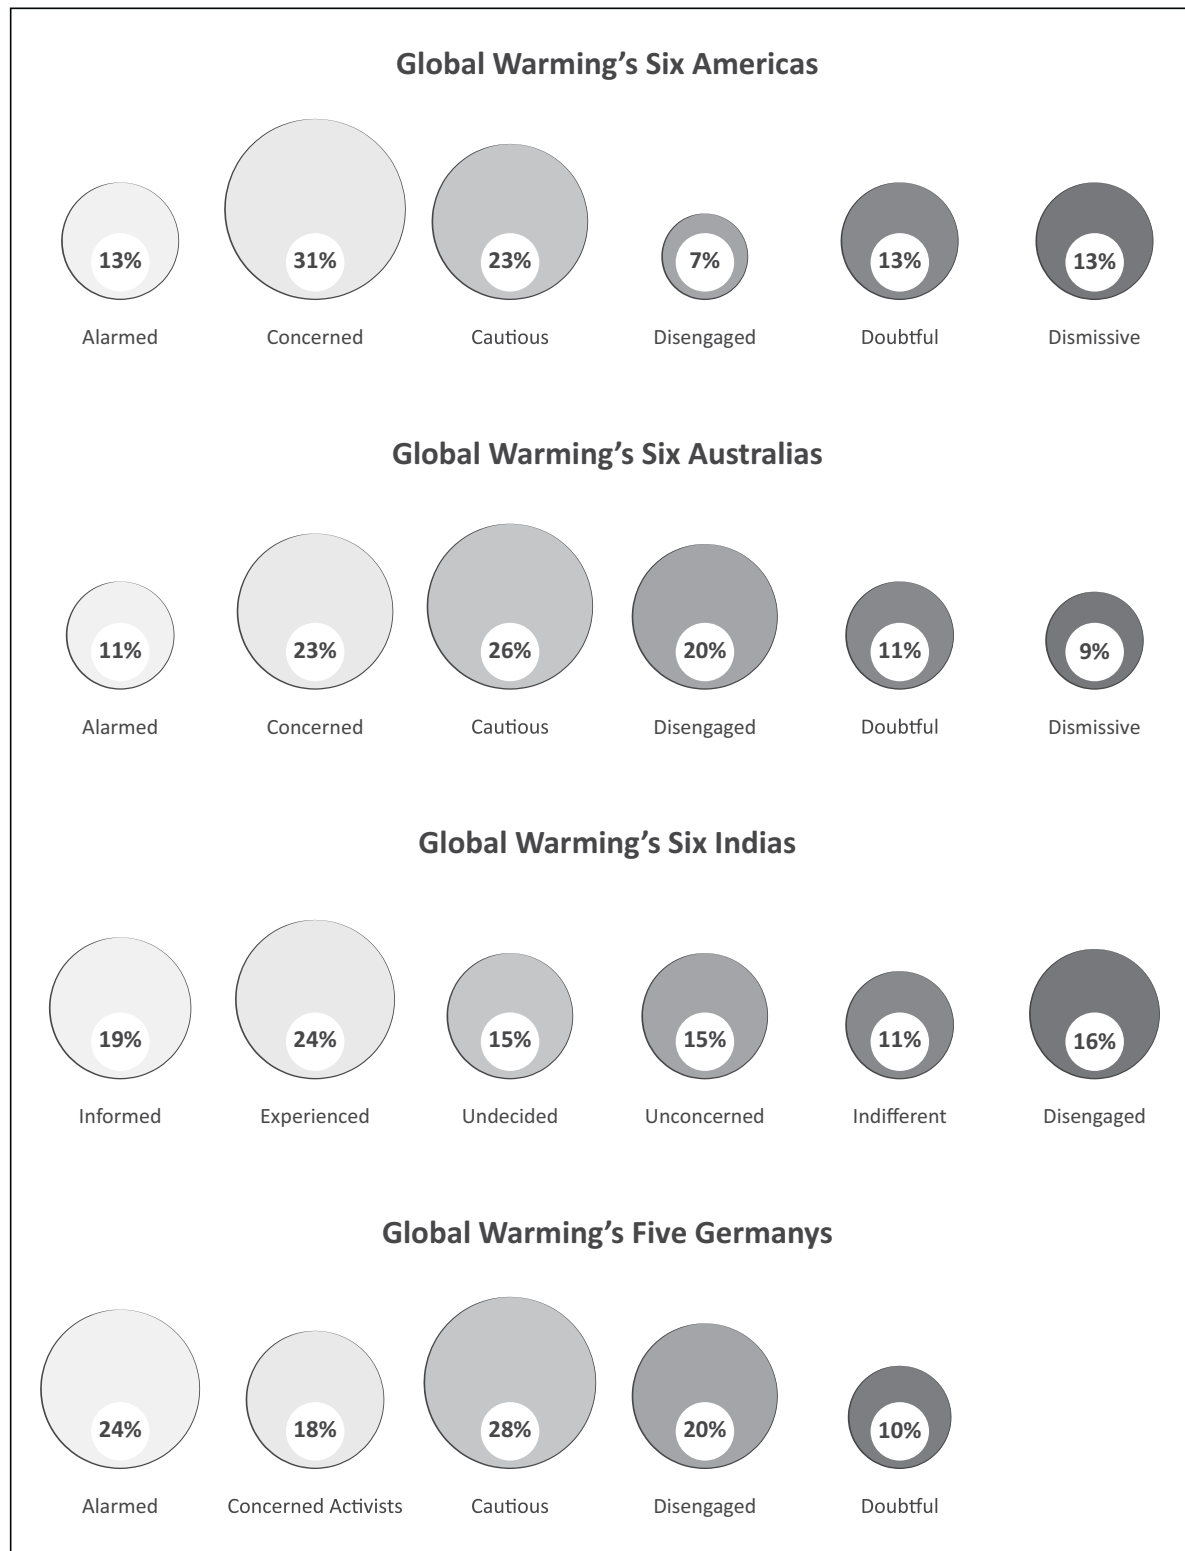 Global Warming’s Six Americas
13% 31% 23% 7% 13% 13%
Alarmed Concerned Cautious Disengaged Doubtful Dismissive
Global Warming’s Six Australias
11% 23% 26% 20% 11% 9%
Alarmed Concerned Cautious Disengaged Doubtful Dismissive
Global Warming’s Six Indias
19% 24% 15% 15% 11% 16%
Informed Experienced Undecided Unconcerned Indifferent Disengaged
Global Warming’s Five Germanys
24% 18% 28% 20% 10%
Alarmed Concerned Activists Cautious Disengaged Doubtful